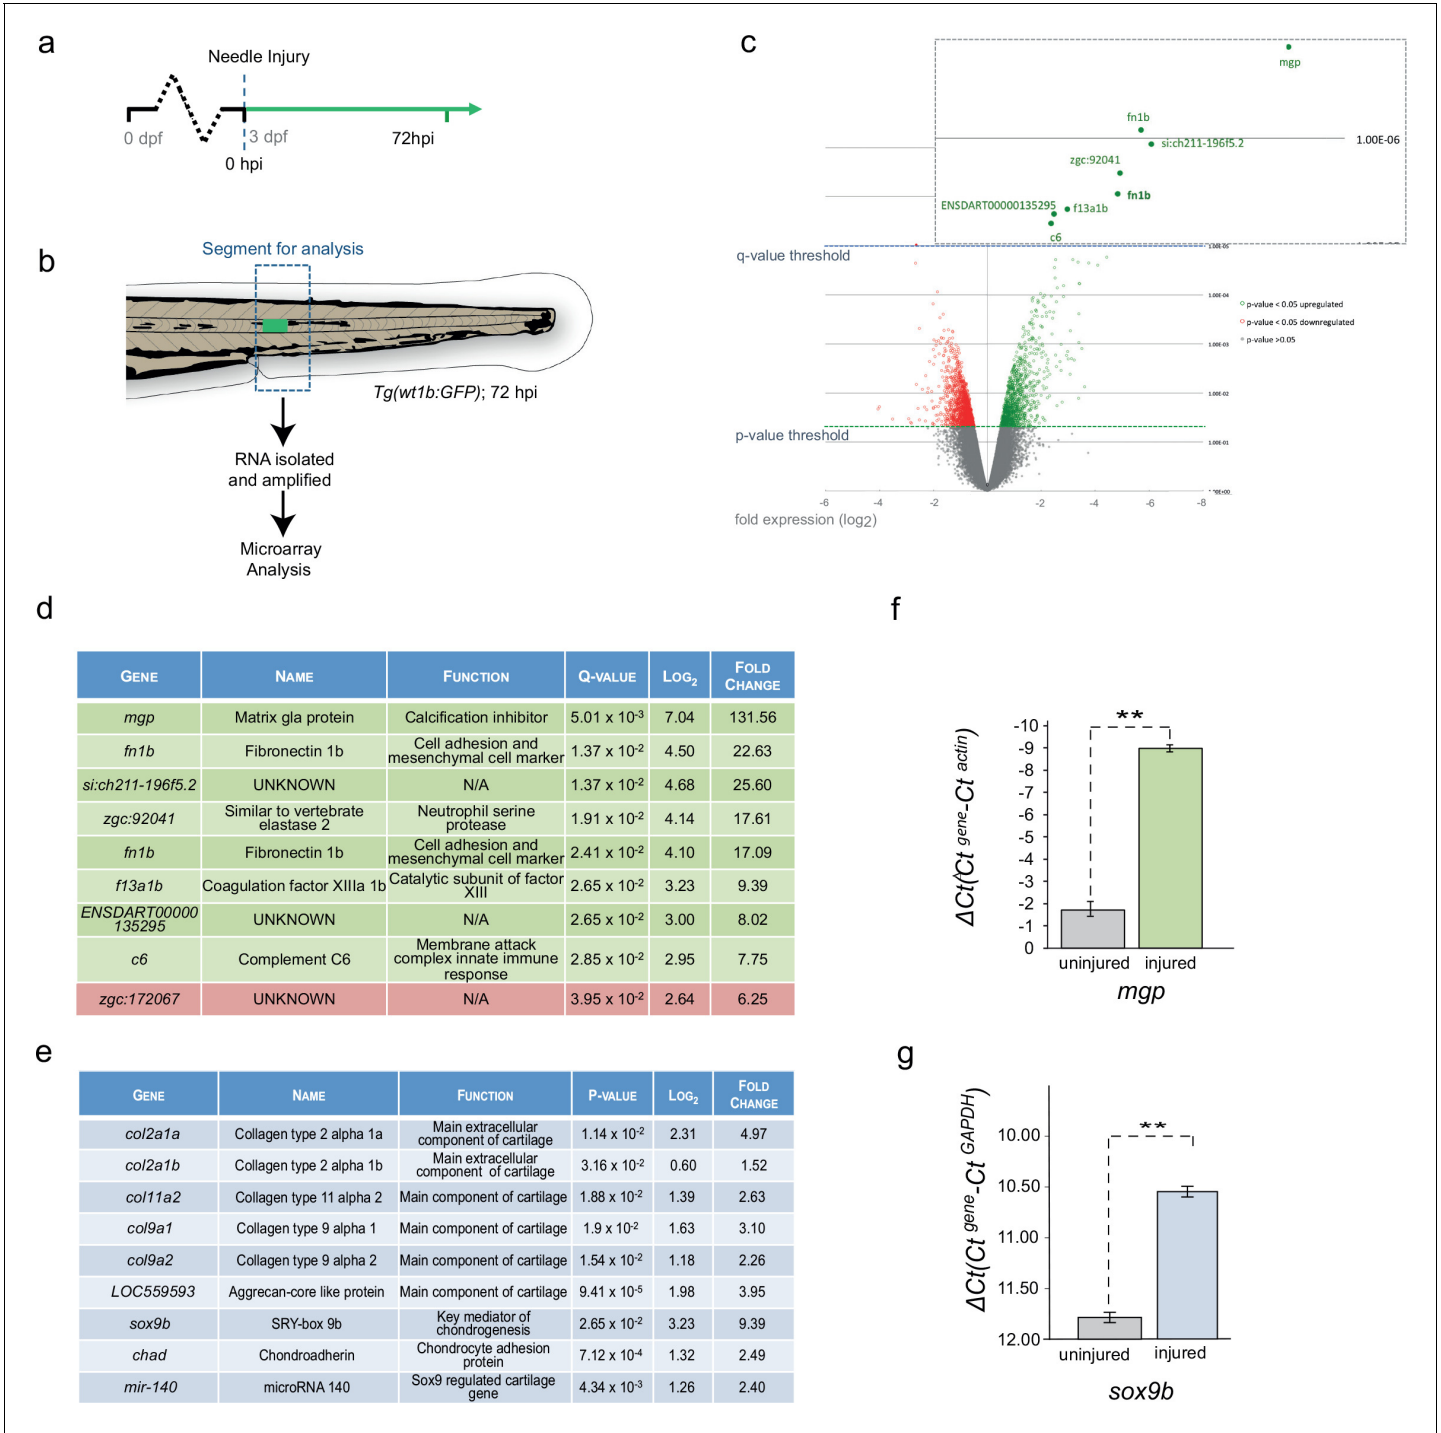 a
Needle Injury
0 dpf
3 dpf
72hpi
0 hpi
b
Segment for analysis
Tg(wt1b:GFP); 72 hpi
RNA isolated
and amplified
Microarray
Analysis
c
mgp
fn1b
1.00E-06
si:ch211-196f5.2
zgc:92041
fn1b
ENSDART00000135295
f13a1b
c6
1.00E-05
q-value threshold
1.00E-04
p-value < 0.05 upregulated
p-value < 0.05 downregulated
p-value >0.05
1.00E-03
1.00E-02
p-value threshold
1.00E-01
-6 -4 -2 0 -2 -4 -6 -8
fold expression (log2)
d
GENE NAME FUNCTION Q-VALUE LOG2 FOLD CHANGE
mgp Matrix gla protein Calcification inhibitor 5.01 x 10-3 7.04 131.56
fn1b Fibronectin 1b Cell adhesion and mesenchymal cell marker 1.37 x 10-2 4.50 22.63
si:ch211-196f5.2 UNKNOWN N/A 1.37 x 10-2 4.68 25.60
zgc:92041 Similar to vertebrate elastase 2 Neutrophil serine protease 1.91 x 10-2 4.14 17.61
fn1b Fibronectin 1b Cell adhesion and mesenchymal cell marker 2.41 x 10-2 4.10 17.09
f13a1b Coagulation factor XIIIa 1b Catalytic subunit of factor XIII 2.65 x 10-2 3.23 9.39
ENSDART00000135295 UNKNOWN N/A 2.65 x 10-2 3.00 8.02
c6 Complement C6 Membrane attack complex innate immune response 2.85 x 10-2 2.95 7.75
zgc:172067 UNKNOWN N/A 3.95 x 10-2 2.64 6.25
e
GENE NAME FUNCTION P-VALUE LOG2 FOLD CHANGE
col2a1a Collagen type 2 alpha 1a Main extracellular component of cartilage 1.14 x 10-2 2.31 4.97
col2a1b Collagen type 2 alpha 1b Main extracellular component of cartilage 3.16 x 10-2 0.60 1.52
col11a2 Collagen type 11 alpha 2 Main component of cartilage 1.88 x 10-2 1.39 2.63
col9a1 Collagen type 9 alpha 1 Main component of cartilage 1.9 x 10-2 1.63 3.10
col9a2 Collagen type 9 alpha 2 Main component of cartilage 1.54 x 10-2 1.18 2.26
LOC559593 Aggrecan-core like protein Main component of cartilage 9.41 x 10-5 1.98 3.95
sox9b SRY-box 9b Key mediator of chondrogenesis 2.65 x 10-2 3.23 9.39
chad Chondroadherin Chondrocyte adhesion protein 7.12 x 10-4 1.32 2.49
mir-140 microRNA 140 Sox9 regulated cartilage gene 4.34 x 10-3 1.26 2.40
f
ΔCt(Ct gene-Ct actin)
-10
-9
-8
-7
-6
-5
-4
-3
-2
-1
0
**
uninjured injured
mgp
g
ΔCt(Ct gene-Ct GAPDH)
10.00
10.50
11.00
11.50
12.00
**
uninjured injured
sox9b